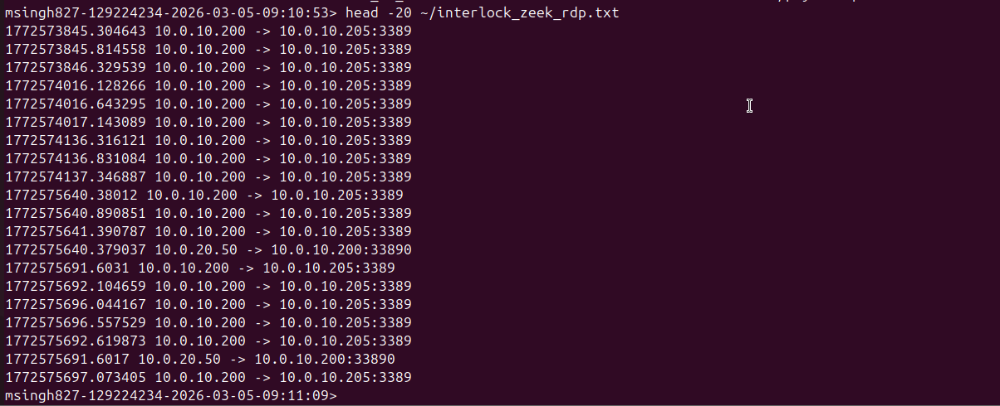 msingh827-129224234-2026-03-05-09:10:53> head -20 ~/interlock_zeek_rdp.txt
1772573845.304643 10.0.10.200 -> 10.0.10.205:3389
1772573845.814558 10.0.10.200 -> 10.0.10.205:3389
1772573846.329539 10.0.10.200 -> 10.0.10.205:3389
1772574016.128266 10.0.10.200 -> 10.0.10.205:3389
1772574016.643295 10.0.10.200 -> 10.0.10.205:3389
1772574017.143089 10.0.10.200 -> 10.0.10.205:3389
1772574136.316121 10.0.10.200 -> 10.0.10.205:3389
1772574136.831084 10.0.10.200 -> 10.0.10.205:3389
1772574137.346887 10.0.10.200 -> 10.0.10.205:3389
1772575640.38012 10.0.10.200 -> 10.0.10.205:3389
1772575640.890851 10.0.10.200 -> 10.0.10.205:3389
1772575641.390787 10.0.10.200 -> 10.0.10.205:3389
1772575640.379037 10.0.20.50 -> 10.0.10.200:33890
1772575691.6031 10.0.10.200 -> 10.0.10.205:3389
1772575692.104659 10.0.10.200 -> 10.0.10.205:3389
1772575696.044167 10.0.10.200 -> 10.0.10.205:3389
1772575696.557529 10.0.10.200 -> 10.0.10.205:3389
1772575692.619873 10.0.10.200 -> 10.0.10.205:3389
1772575691.6017 10.0.20.50 -> 10.0.10.200:33890
1772575697.073405 10.0.10.200 -> 10.0.10.205:3389
msingh827-129224234-2026-03-05-09:11:09>